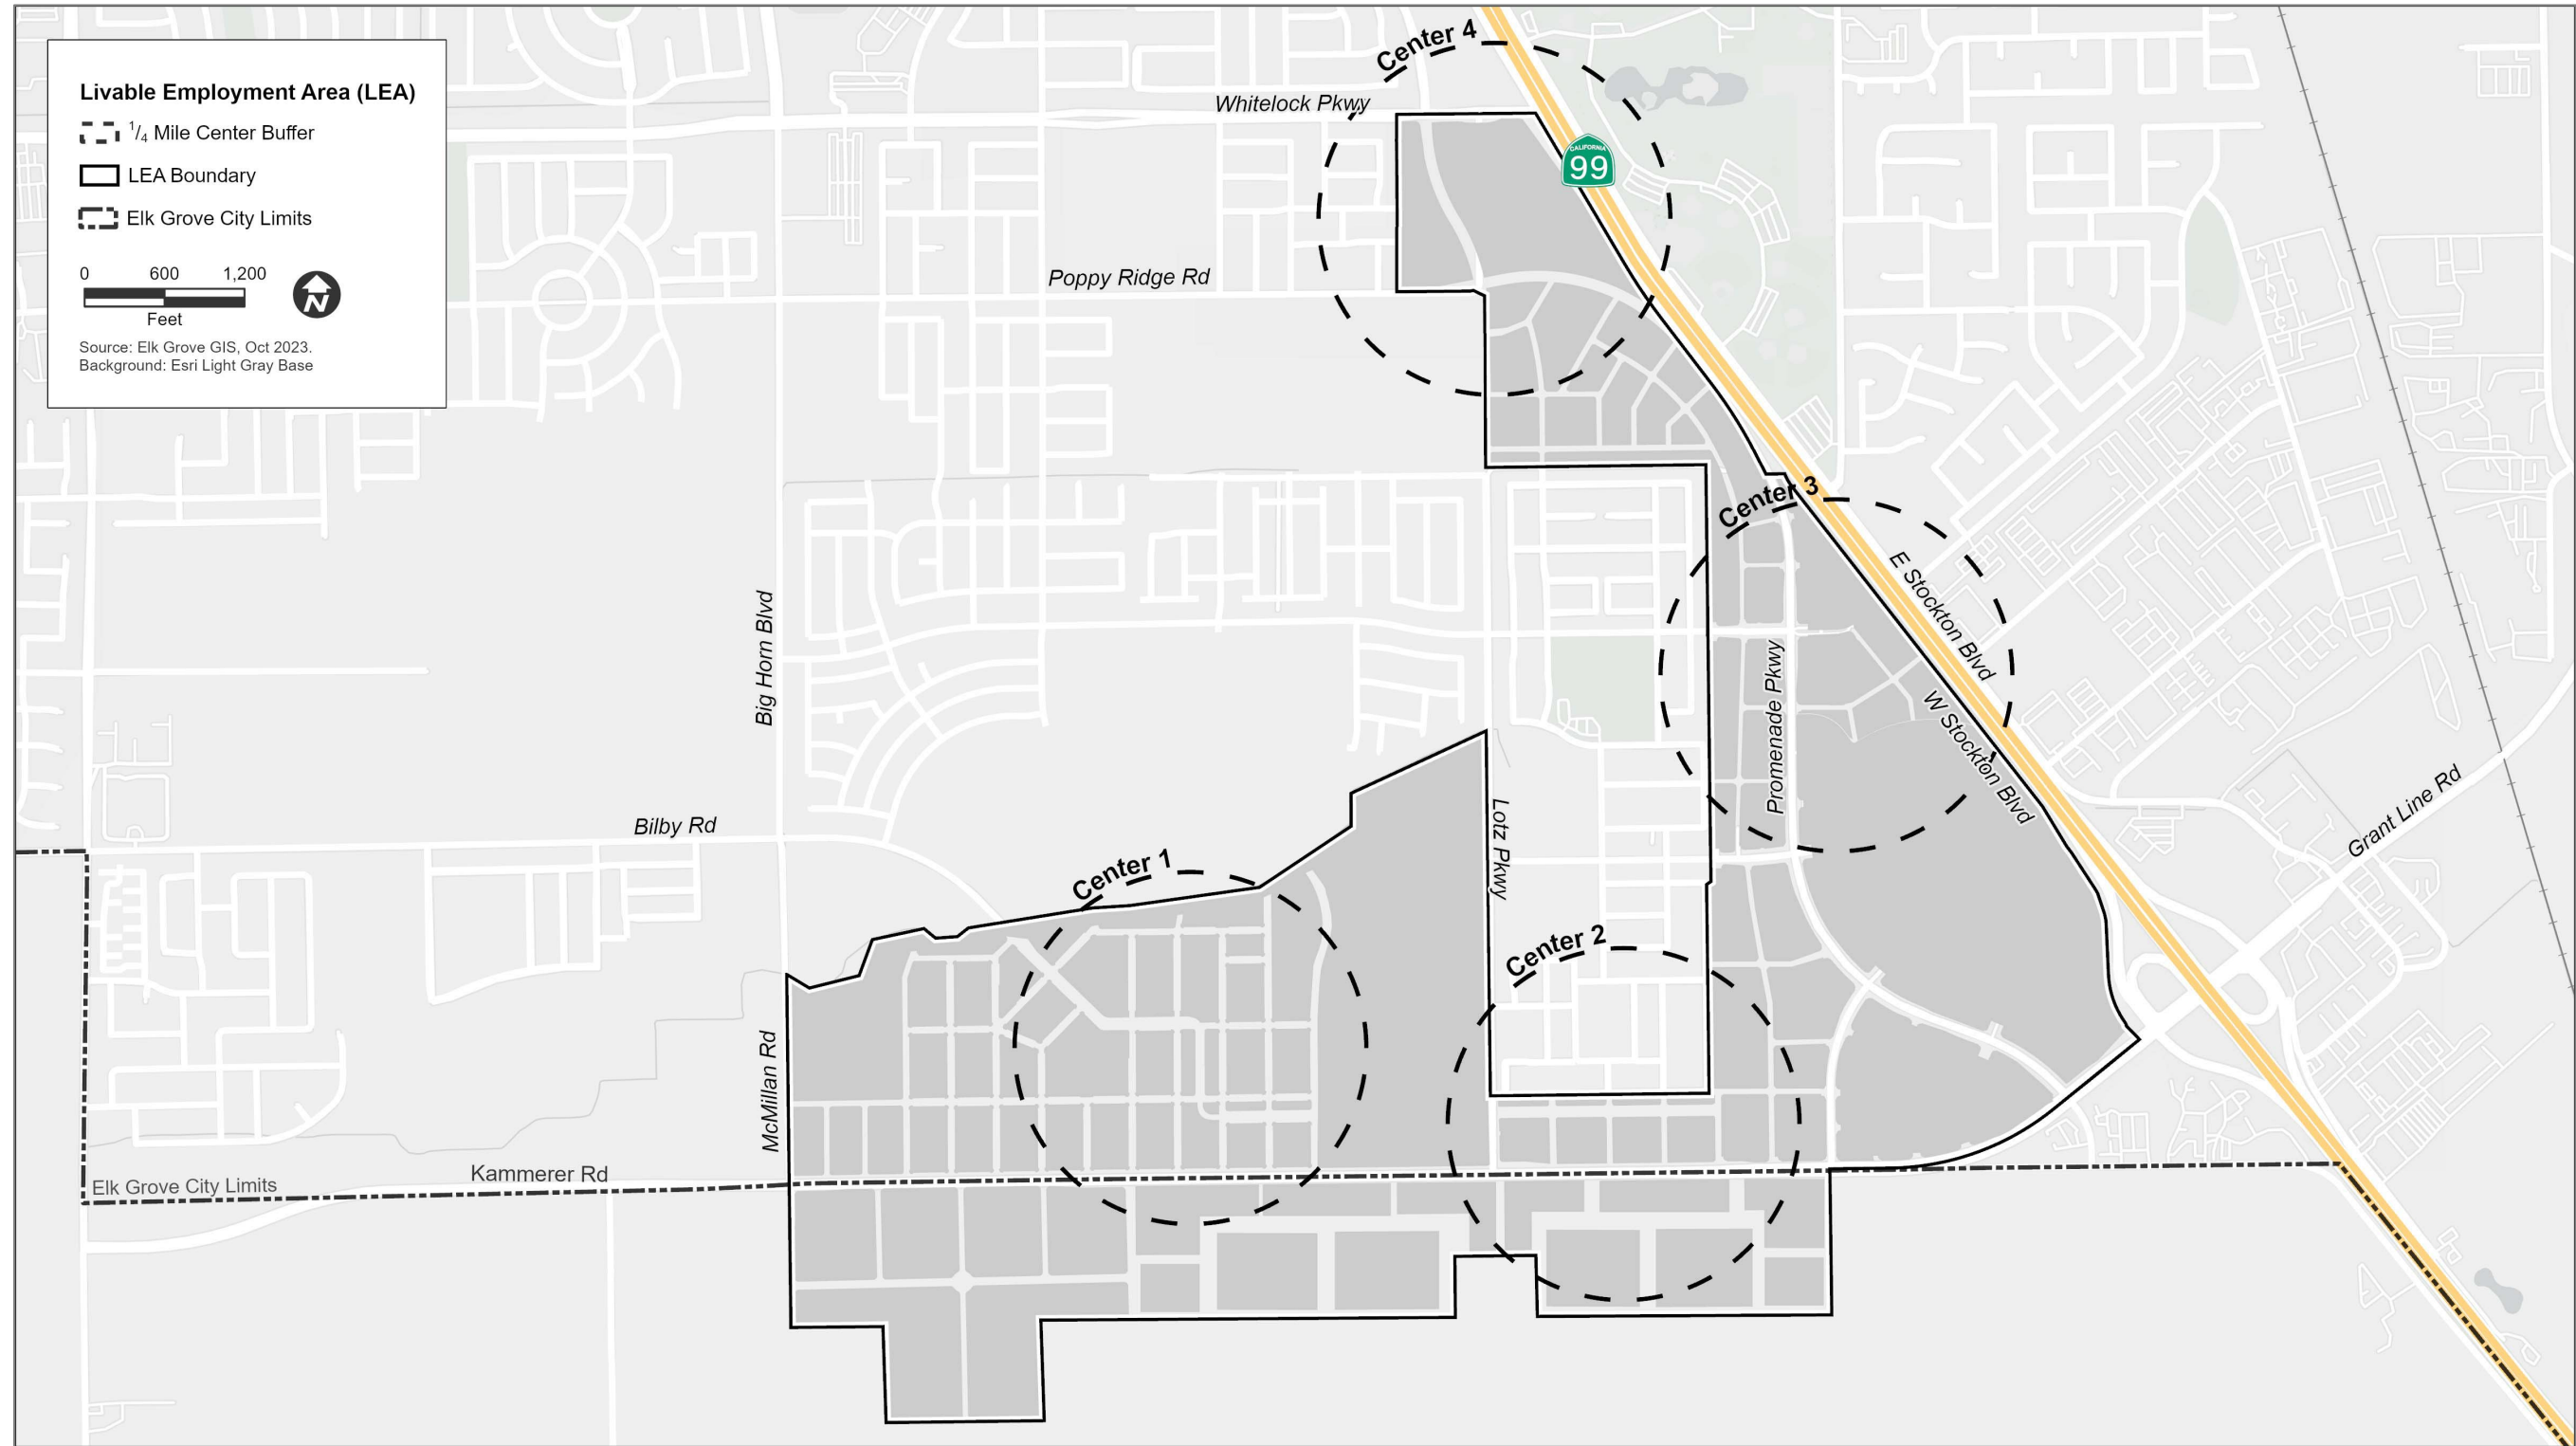 Livable Employment Area (LEA)
1/4 Mile Center Buffer
LEA Boundary
Elk Grove City Limits
0 600 1,200
Feet
N
Source: Elk Grove GIS, Oct 2023.
Background: Esri Light Gray Base
Center 4
Whitelock Pkwy
CALIFORNIA
99
Poppy Ridge Rd
Center 3
E Stockton Blvd
Big Horn Blvd
Promenade Pkwy
W Stockton Blvd
Grant Line Rd
Bilby Rd
Lotz Pkwy
Center 1
Center 2
McMillan Rd
Kammerer Rd
Elk Grove City Limits